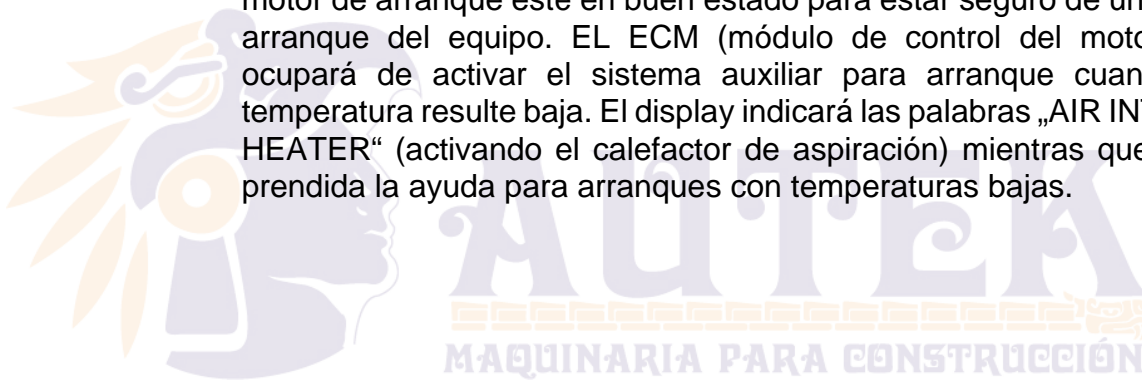 motor de arranque este en buen estado para estar seguro de un
arranque del equipo. EL ECM (módulo de control del moto
ocupará de activar el sistema auxiliar para arranque cuan
temperatura resulte baja. El display indicará las palabras „AIR IN
HEATER“ (activando el calefactor de aspiración) mientras que
prendida la ayuda para arranques con temperaturas bajas.
AUTEK
MAQUINARIA PARA CONSTRUCCIÓN